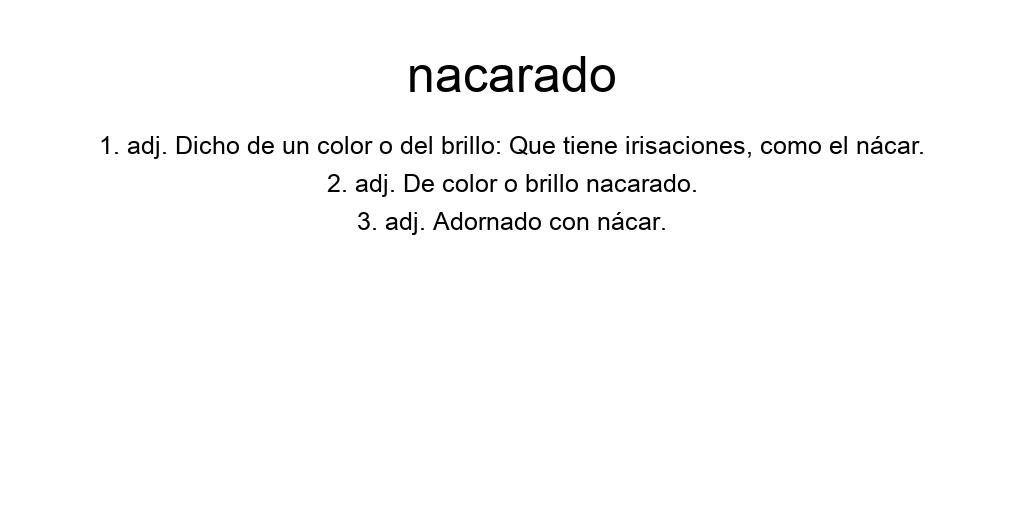 nacarado
1. adj. Dicho de un color o del brillo: Que tiene irisaciones, como el nácar.
2. adj. De color o brillo nacarado.
3. adj. Adornado con nácar.